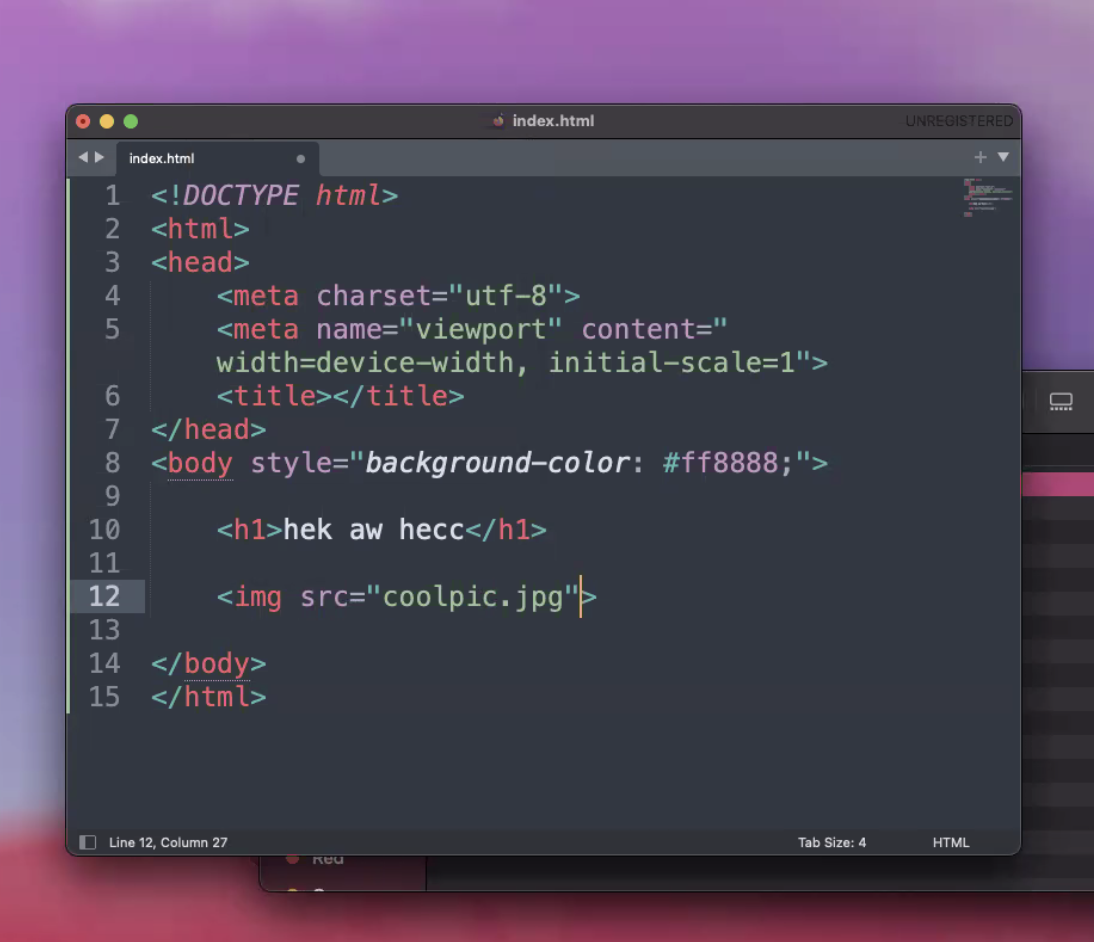 index.html
UNREGISTERED
index.html
1 <!DOCTYPE html>
2 <html>
3 <head>
4 <meta charset="utf-8">
5 <meta name="viewport" content="
width=device-width, initial-scale=1">
6 <title></title>
7 </head>
8 <body style="background-color: #ff8888;">
9
10 <h1>hek aw hecc</h1>
11
12 <img src="coolpic.jpg">
13
14 </body>
15 </html>
Line 12, Column 27
Tab Size: 4
HTML
Red